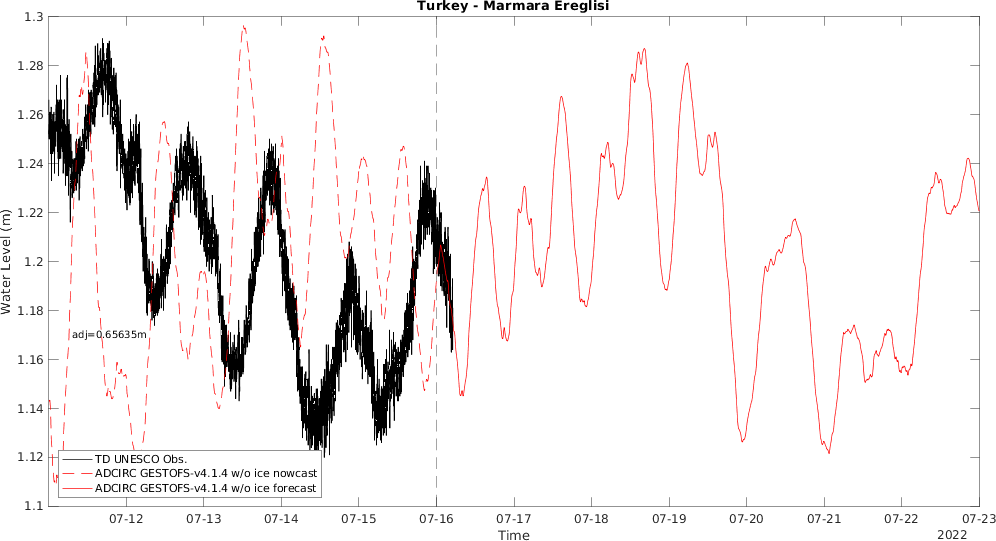 Turkey - Marmara Ereglisi
1.3
1.28
1.26
1.24
1.22
1.2
1.18
1.16
1.14
1.12
1.1
Water Level (m)
adj=0.65635m
TD UNESCO Obs.
ADCIRC GESTOFS-v4.1.4 w/o ice nowcast
ADCIRC GESTOFS-v4.1.4 w/o ice forecast
07-12 07-13 07-14 07-15 07-16 07-17 07-18 07-19 07-20 07-21 07-22 07-23
Time
2022